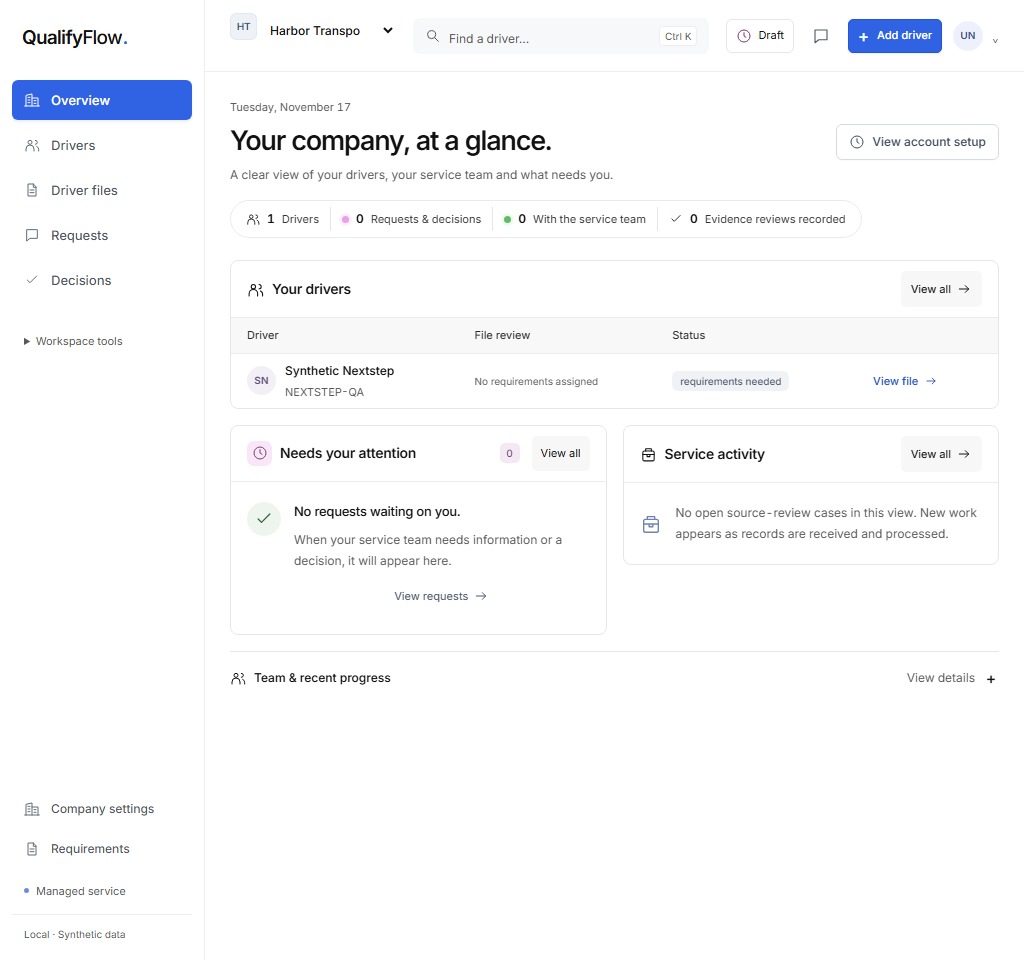 QualifyFlow.
HT
Harbor Transpo
Find a driver...
Ctrl K
Draft
+ Add driver
UN
Overview
Drivers
Driver files
Requests
Decisions
Workspace tools
Company settings
Requirements
Managed service
Local · Synthetic data
Tuesday, November 17
Your company, at a glance.
View account setup
A clear view of your drivers, your service team and what needs you.
1 Drivers
0 Requests & decisions
0 With the service team
0 Evidence reviews recorded
Your drivers
View all →
Driver
File review
Status
SN
Synthetic Nextstep
NEXTSTEP-QA
No requirements assigned
requirements needed
View file →
Needs your attention
0
View all
No requests waiting on you.
When your service team needs information or a
decision, it will appear here.
View requests →
Service activity
View all →
No open source-review cases in this view. New work
appears as records are received and processed.
Team & recent progress
View details +